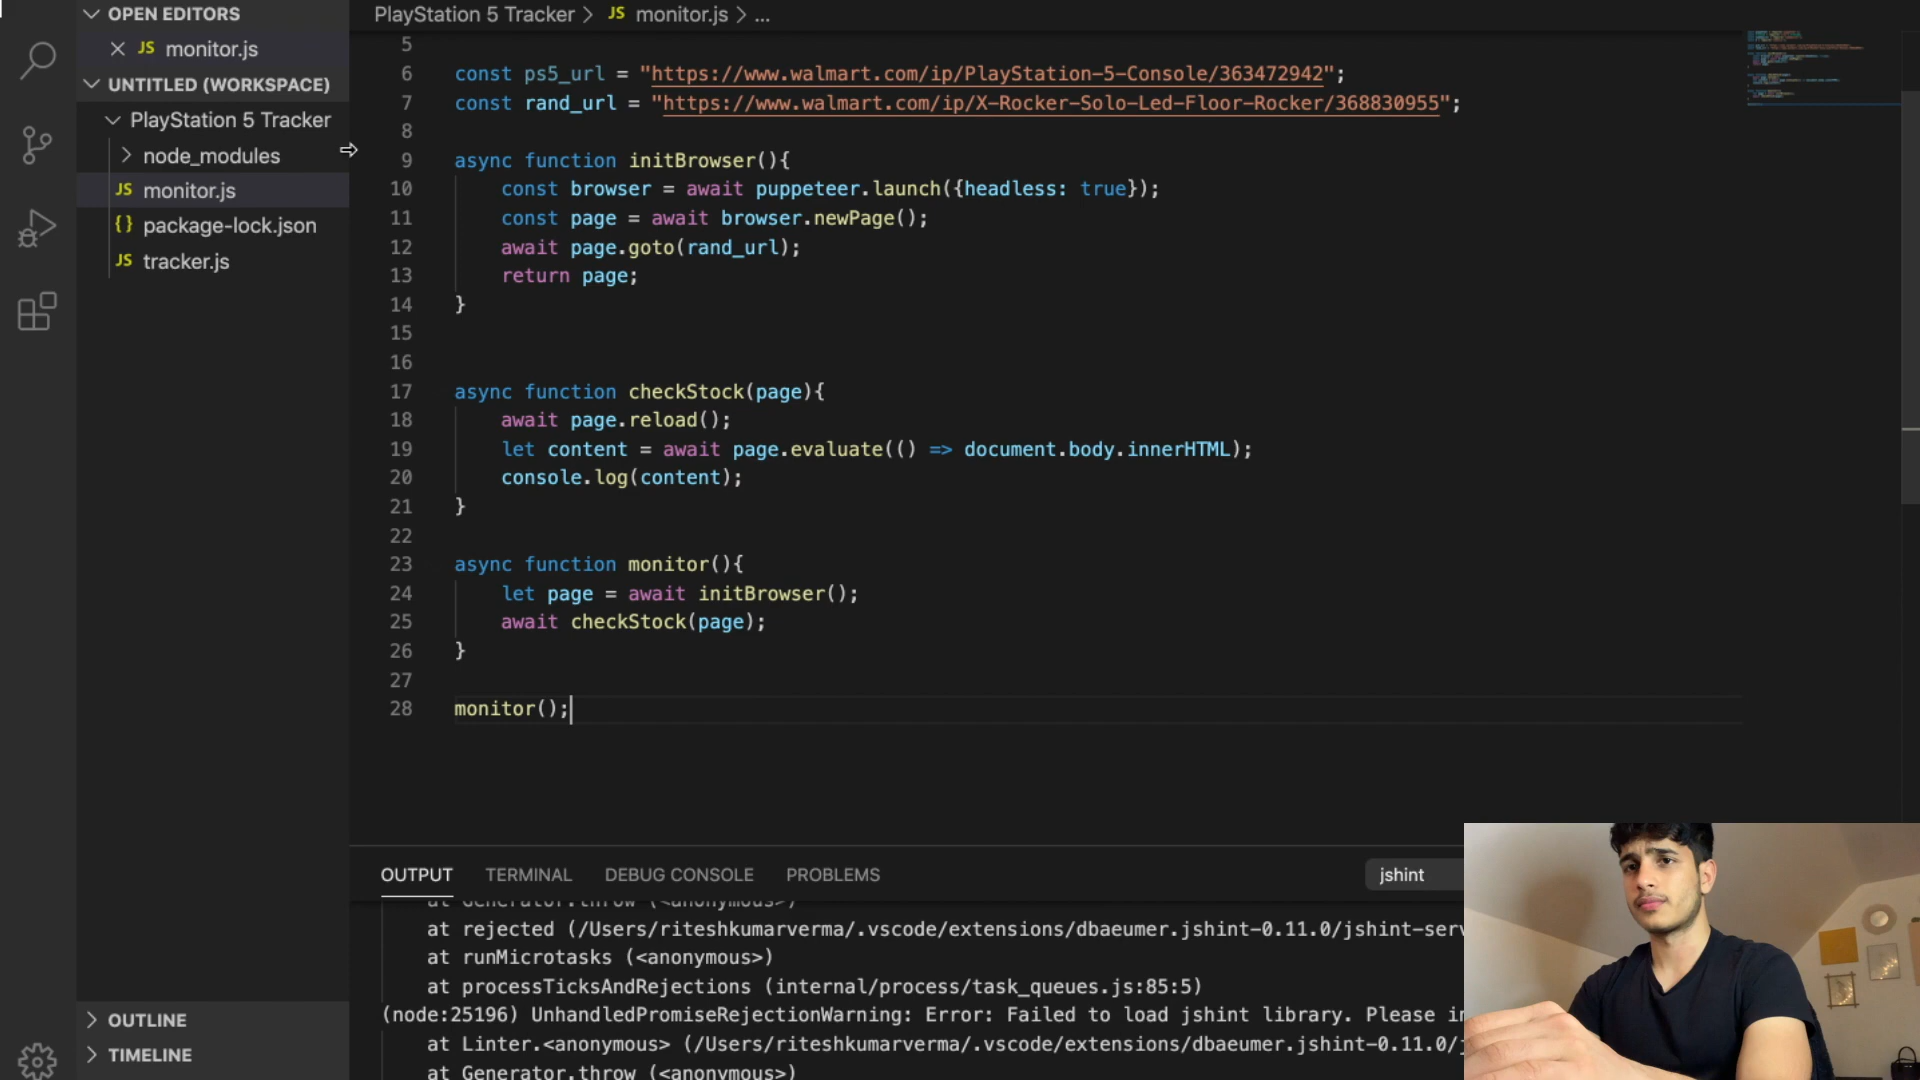 OPEN EDITORS
JS monitor.js
UNTITLED (WORKSPACE)
PlayStation 5 Tracker
node_modules
JS monitor.js
{} package-lock.json
JS tracker.js
OUTLINE
TIMELINE
PlayStation 5 Tracker > JS monitor.js > ...
5
6 const ps5_url = "https://www.walmart.com/ip/PlayStation-5-Console/363472942";
7 const rand_url = "https://www.walmart.com/ip/X-Rocker-Solo-Led-Floor-Rocker/368830955";
8
9 async function initBrowser(){
10 const browser = await puppeteer.launch({headless: true});
11 const page = await browser.newPage();
12 await page.goto(rand_url);
13 return page;
14 }
15
16
17 async function checkStock(page){
18 await page.reload();
19 let content = await page.evaluate(() => document.body.innerHTML);
20 console.log(content);
21 }
22
23 async function monitor(){
24 let page = await initBrowser();
25 await checkStock(page);
26 }
27
28 monitor();
OUTPUT TERMINAL DEBUG CONSOLE PROBLEMS
jshint
at Generator.throw (<anonymous>)
at rejected (/Users/riteshkumarverma/.vscode/extensions/dbaeumer.jshint-0.11.0/jshint-serv
at runMicrotasks (<anonymous>)
at processTicksAndRejections (internal/process/task_queues.js:85:5)
(node:25196) UnhandledPromiseRejectionWarning: Error: Failed to load jshint library. Please in
at Linter.<anonymous> (/Users/riteshkumarverma/.vscode/extensions/dbaeumer.jshint-0.11.0/j
at Generator.throw (<anonymous>)